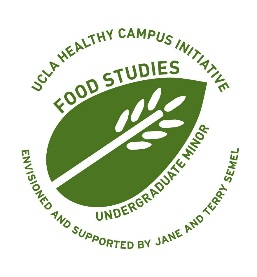 UCLA HEALTHY CAMPUS INITIATIVE
FOOD STUDIES
UNDERGRADUATE MINOR
ENVISIONED AND SUPPORTED BY JANE AND TERRY SEMEL